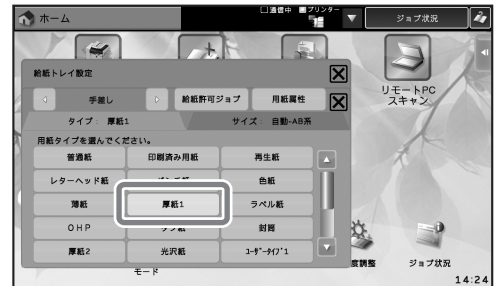 ホーム
通信中 プリンター
ジョブ状況
給紙トレイ設定
手差し
給紙許可ジョブ
用紙属性
タイプ： 厚紙1
サイズ： 自動-AB系
用紙タイプを選んでください。
普通紙 印刷済み用紙 再生紙
レターヘッド紙 色紙
薄紙 厚紙1 ラベル紙
OHP 封筒
厚紙2 光沢紙 ユーザータイプ1
リモートPC
スキャン
度調整
ジョブ状況
モード
14:24